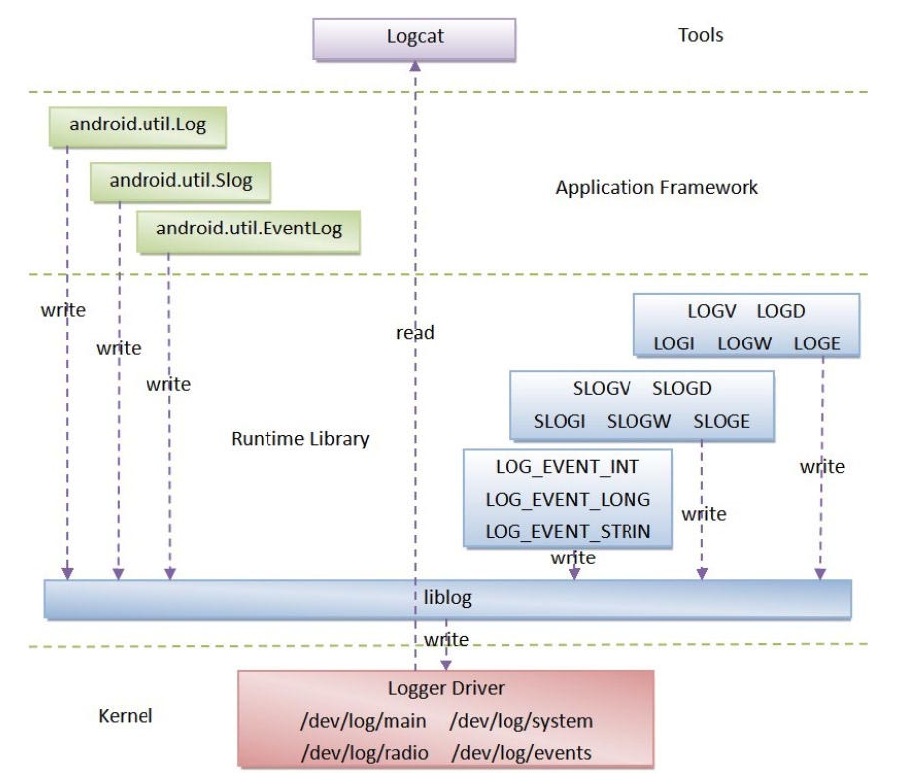 Logcat
Tools
android.util.Log
android.util.Slog
Application Framework
android.util.EventLog
write
LOGV LOGD
read
LOGI LOGW LOGE
write
write
SLOGV SLOGD
SLOGI SLOGW SLOGE
Runtime Library
LOG_EVENT_INT
write
LOG_EVENT_LONG
write
LOG_EVENT_STRIN
write
liblog
write
Logger Driver
Kernel
/dev/log/main /dev/log/system
/dev/log/radio /dev/log/events